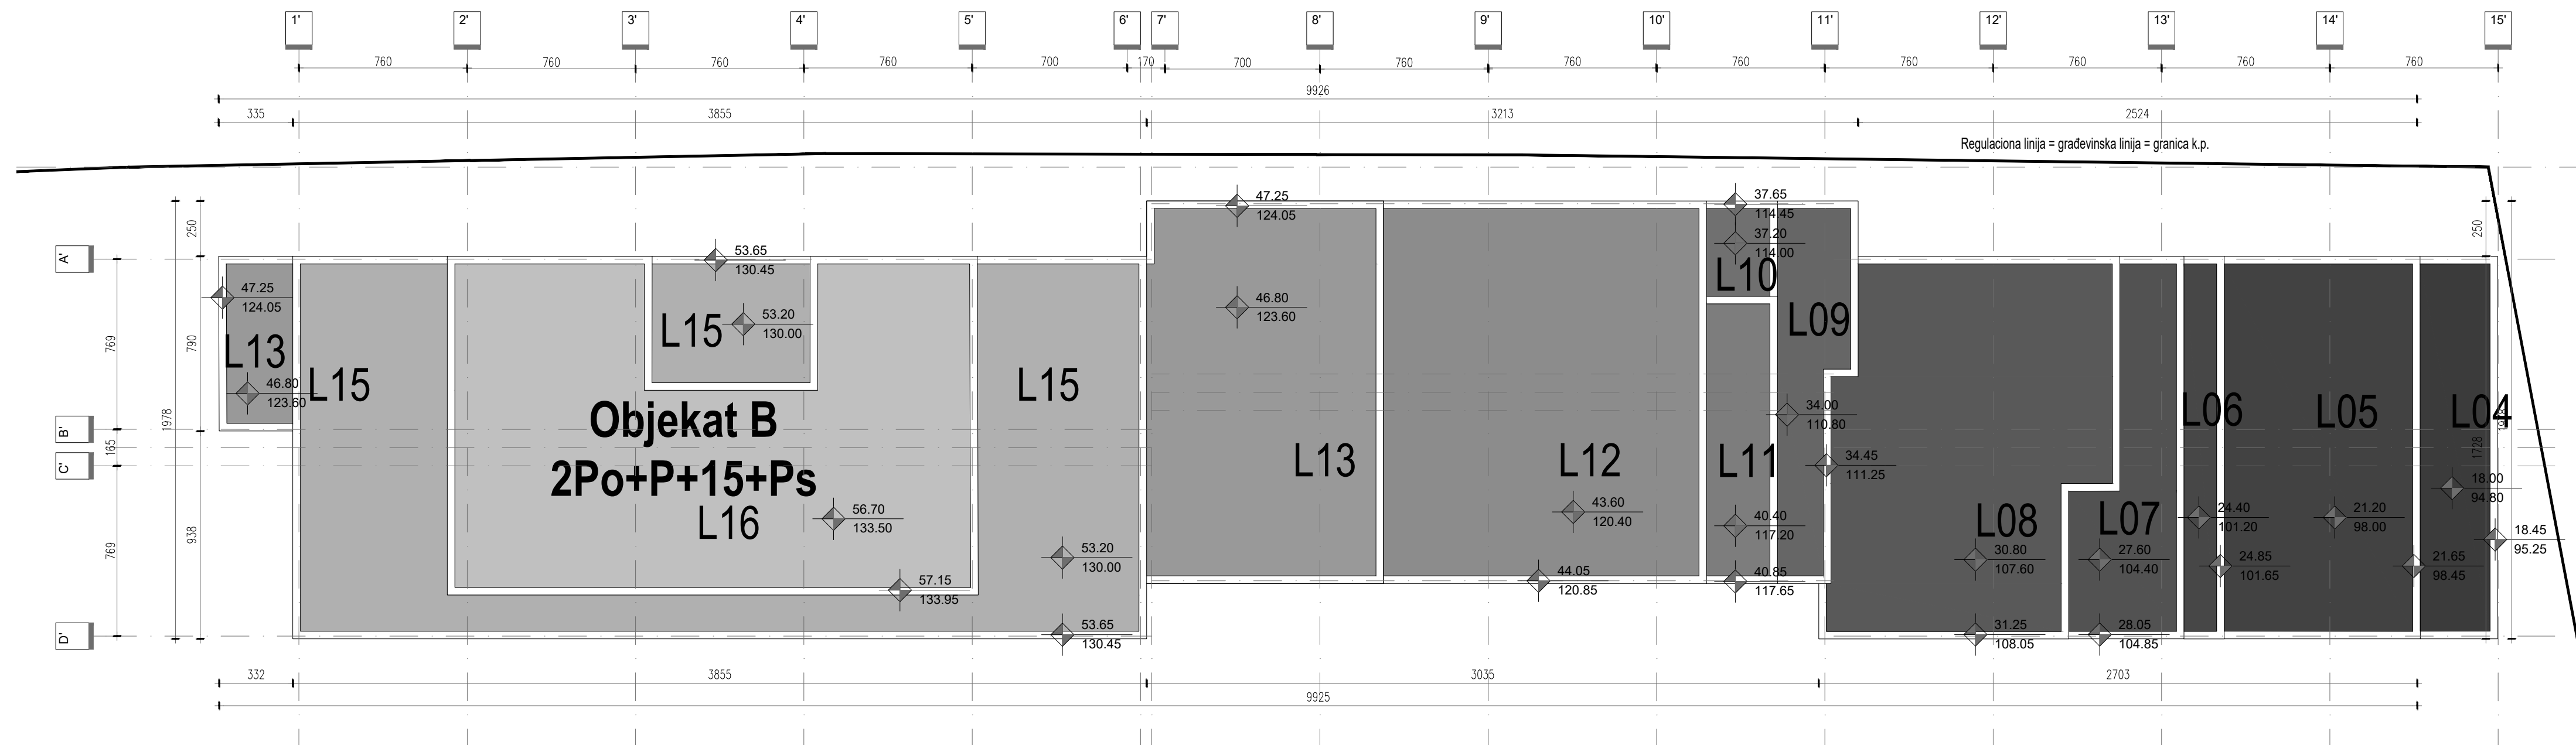 1' 2' 3' 4' 5' 6' 7' 8' 9' 10' 11' 12' 13' 14' 15'
760 760 760 760 700 170 700 760 760 760 760 760 760 760
9926
335 3855 3213 2524
Regulaciona linija = građevinska linija = granica k.p.
A'
B'
C'
D'
769
165
769
1978
250
790
938
47.25
124.05
L13
46.80
123.60
L15
53.65
130.45
L15
53.20
130.00
Objekat B
2Po+P+15+Ps
L16
56.70
133.50
57.15
133.95
L15
53.20
130.00
53.65
130.45
47.25
124.05
46.80
123.60
L13
L12
43.60
120.40
44.05
120.85
37.65
114.45
37.20
114.00
L10
L09
34.00
110.80
34.45
111.25
L11
40.40
117.20
40.85
117.65
L08
30.80
107.60
31.25
108.05
L07
27.60
104.40
28.05
104.85
L06
24.40
101.20
24.85
101.65
L05
21.20
98.00
21.65
98.45
L04
18.00
94.80
18.45
95.25
250
1728
332 3855 3035 2703
9925